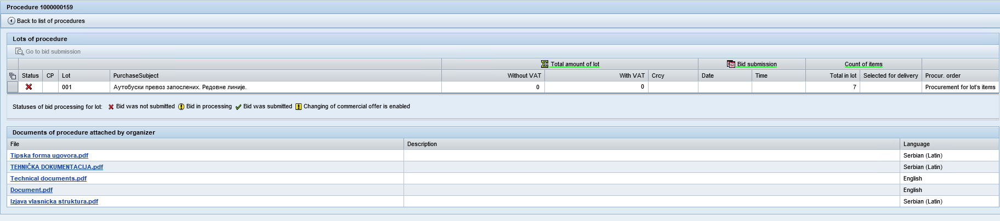 Procedure 1000000159
Back to list of procedures
Lots of procedure
Go to bid submission
Total amount of lot Bid submission Count of items
Status CP Lot PurchaseSubject Without VAT With VAT Crcy Date Time Total in lot Selected for delivery Procur. order
001 Аутобуски превоз запослених. Редовне линије. 0 0 7 Procurement for lot's items
Statuses of bid processing for lot: Bid was not submitted Bid in processing Bid was submitted Changing of commercial offer is enabled
Documents of procedure attached by organizer
File Description Language
Tipska forma ugovora.pdf Serbian (Latin)
TEHNIČKA DOKUMENTACIJA.pdf Serbian (Latin)
Technical documents.pdf English
Document.pdf English
Izjava vlasnicka struktura.pdf Serbian (Latin)